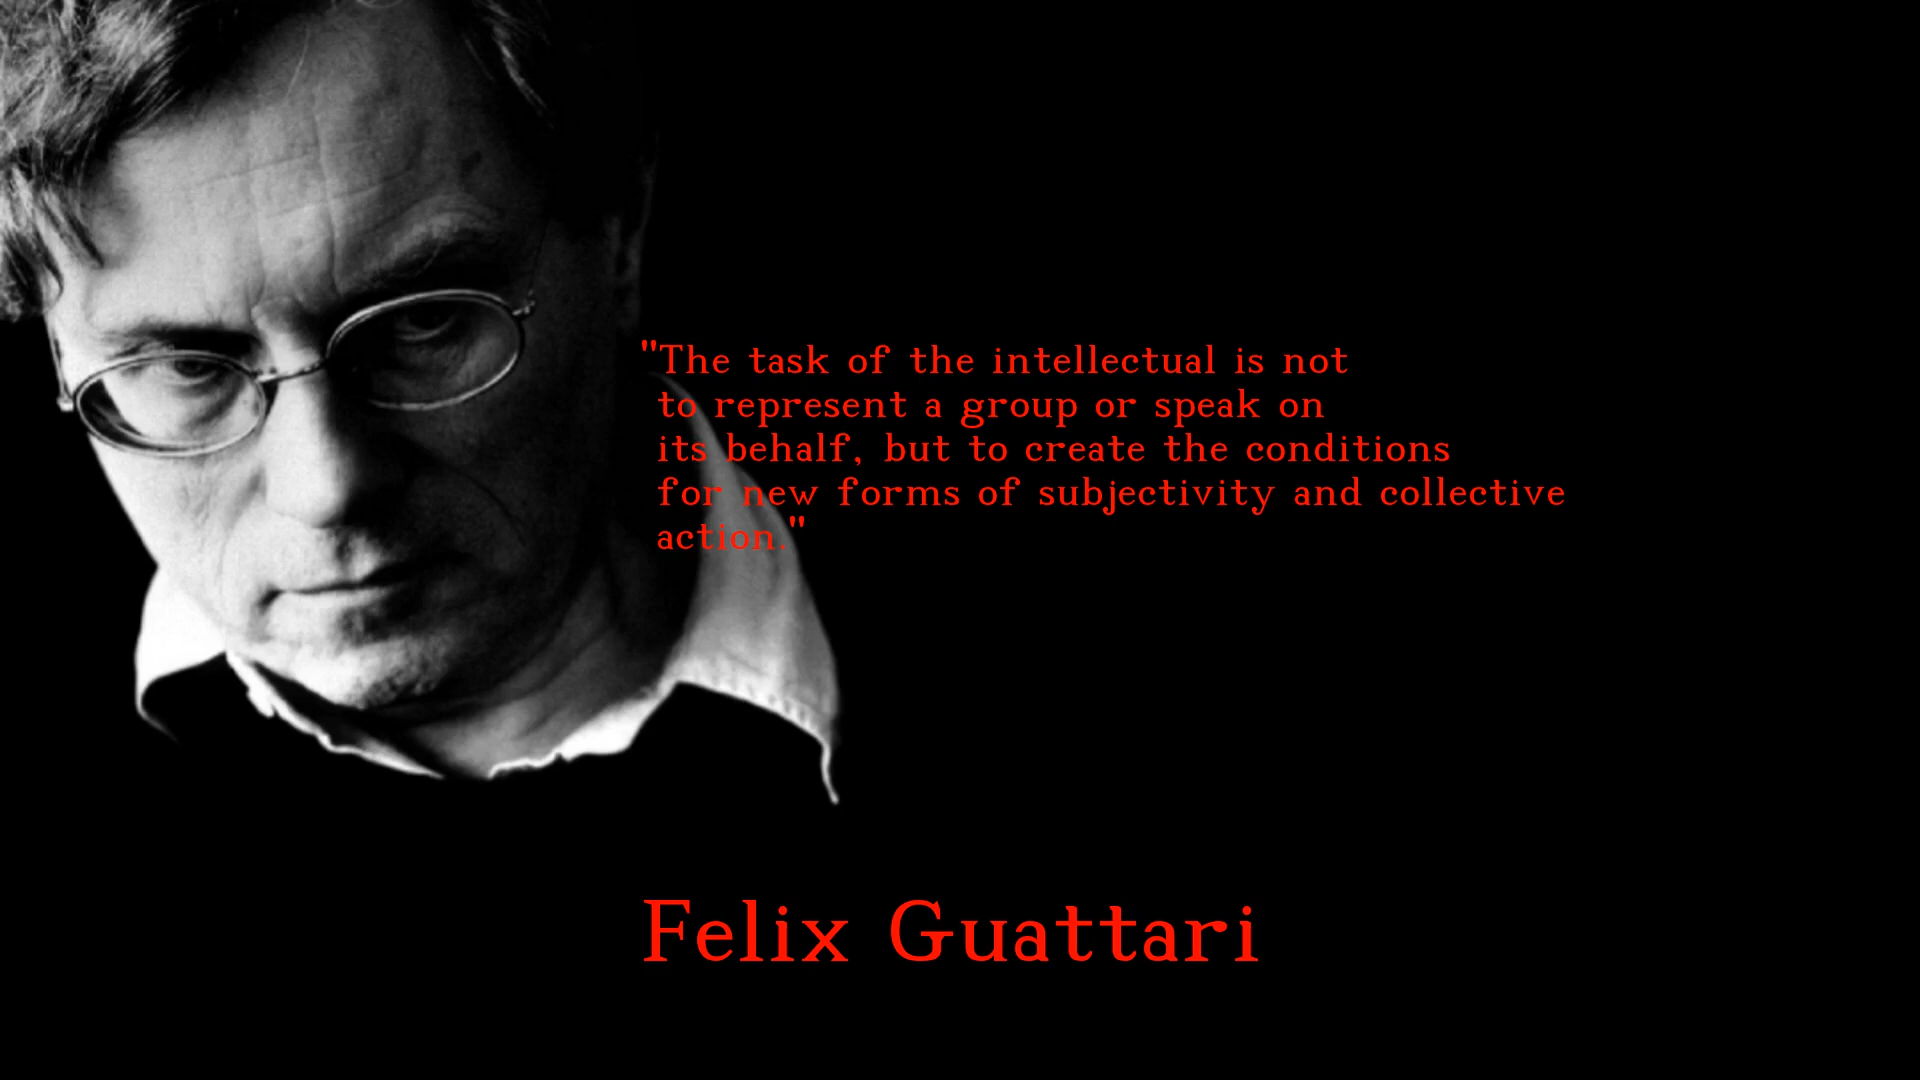 "The task of the intellectual is not
to represent a group or speak on
its behalf, but to create the conditions
for new forms of subjectivity and collective
action."
Felix Guattari